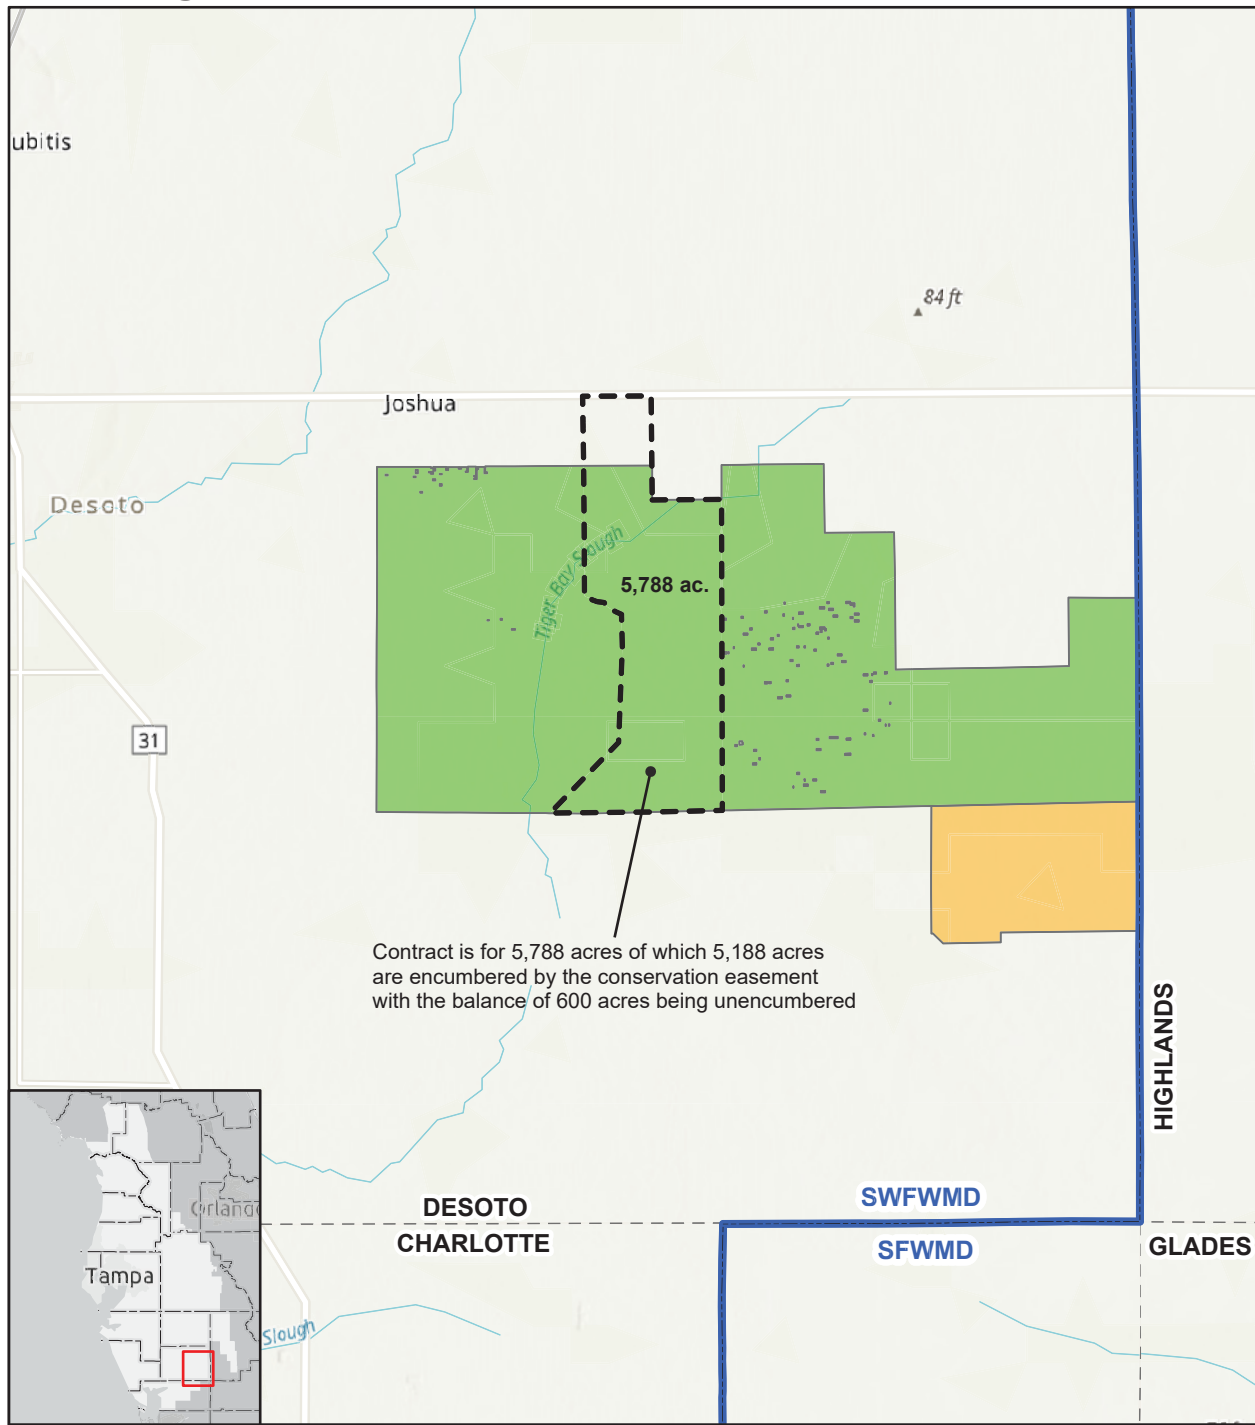 ubitis
84 ft
Joshua
Desoto
Tiger Bay Slough
5,788 ac.
31
Contract is for 5,788 acres of which 5,188 acres
are encumbered by the conservation easement
with the balance of 600 acres being unencumbered
HIGHLANDS
DESOTO
CHARLOTTE
SWFWMD
SFWMD
GLADES
Orlando
Tampa
Slough